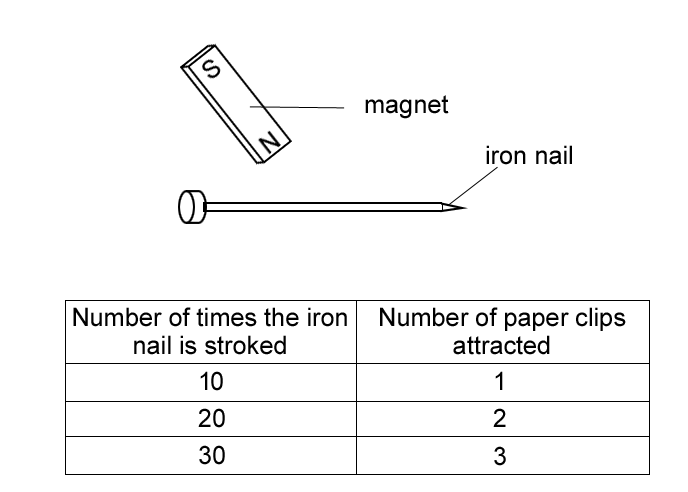 S
magnet
N
iron nail
Number of times the iron
nail is stroked
Number of paper clips
attracted
10
1
20
2
30
3